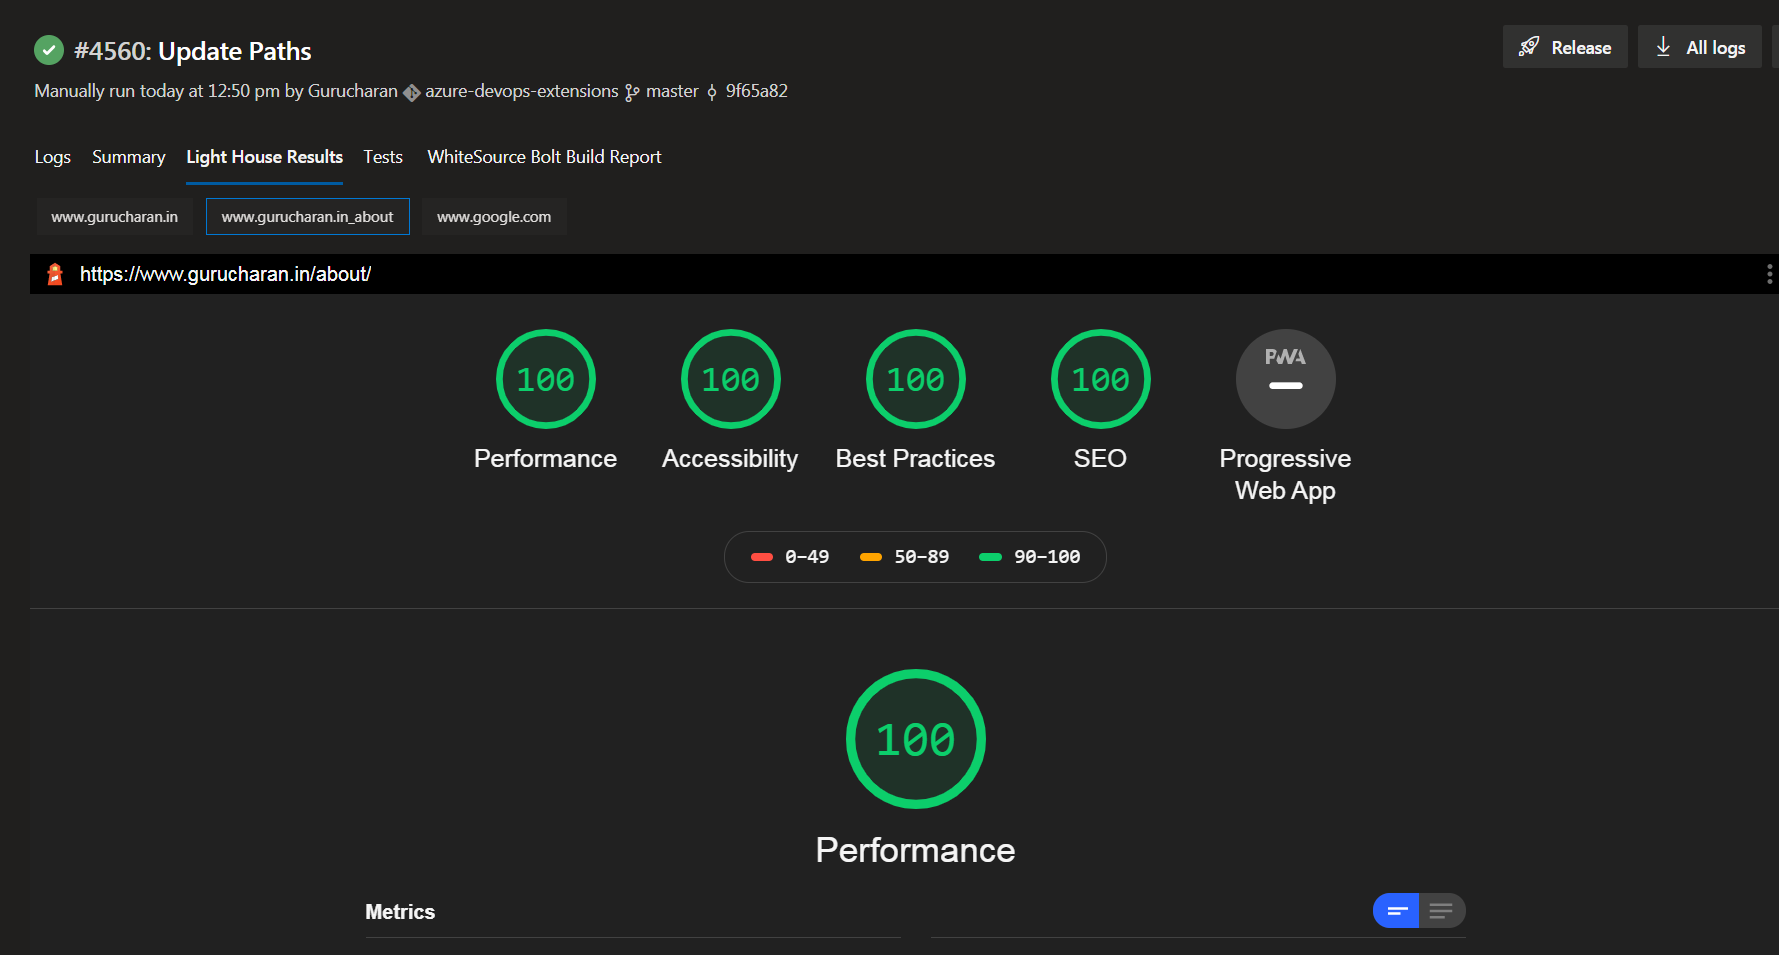 #4560: Update Paths
Release
All logs
Manually run today at 12:50 pm by Gurucharan azure-devops-extensions master 9f65a82
Logs Summary Light House Results Tests WhiteSource Bolt Build Report
www.gurucharan.in www.gurucharan.in_about www.google.com
https://www.gurucharan.in/about/
100 100 100 100 PWA
Performance Accessibility Best Practices SEO Progressive
Web App
0–49 50–89 90–100
100
Performance
Metrics